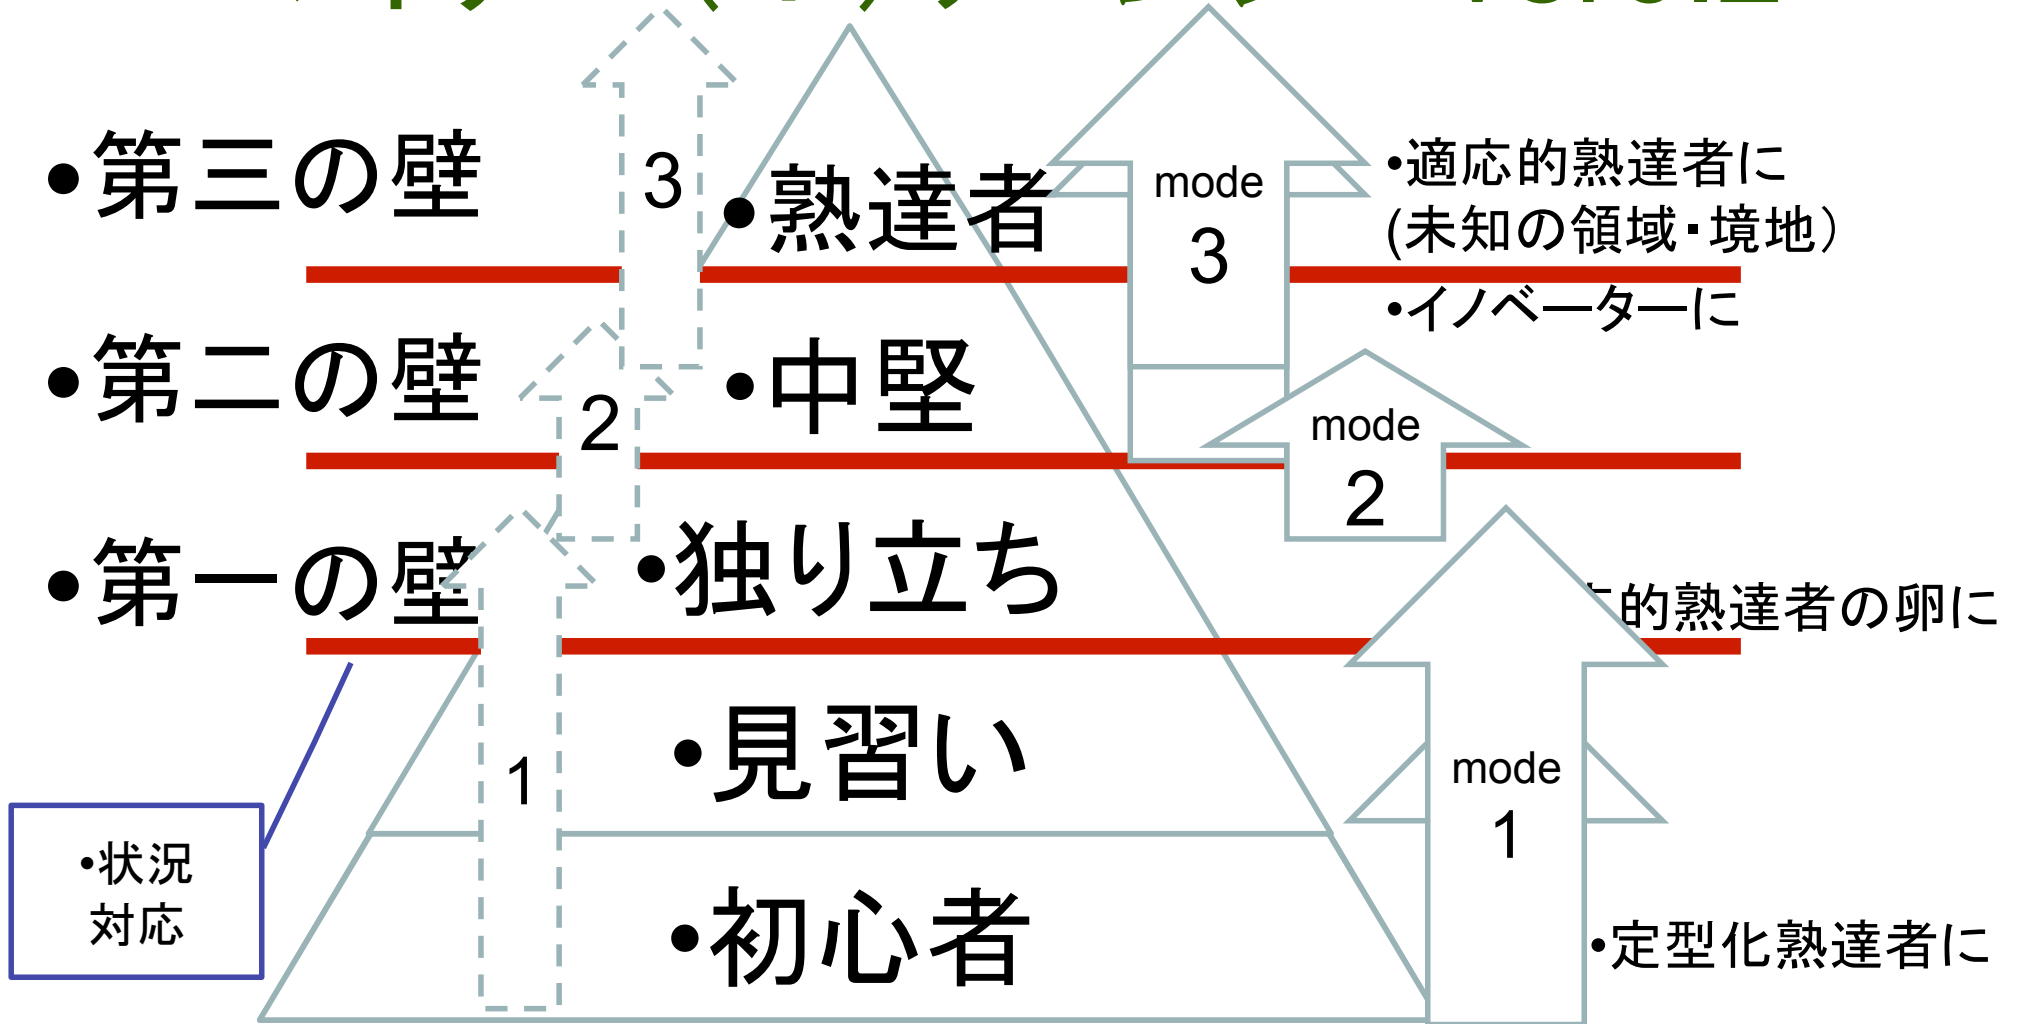 •第三の壁
3
•熟達者
mode
3
•適応的熟達者に
(未知の領域・境地）
•イノベーターに
•第二の壁
2
•中堅
mode
2
•第一の壁
•独り立ち
的熟達者の卵に
1
•見習い
mode
1
•状況
対応
•初心者
•定型化熟達者に